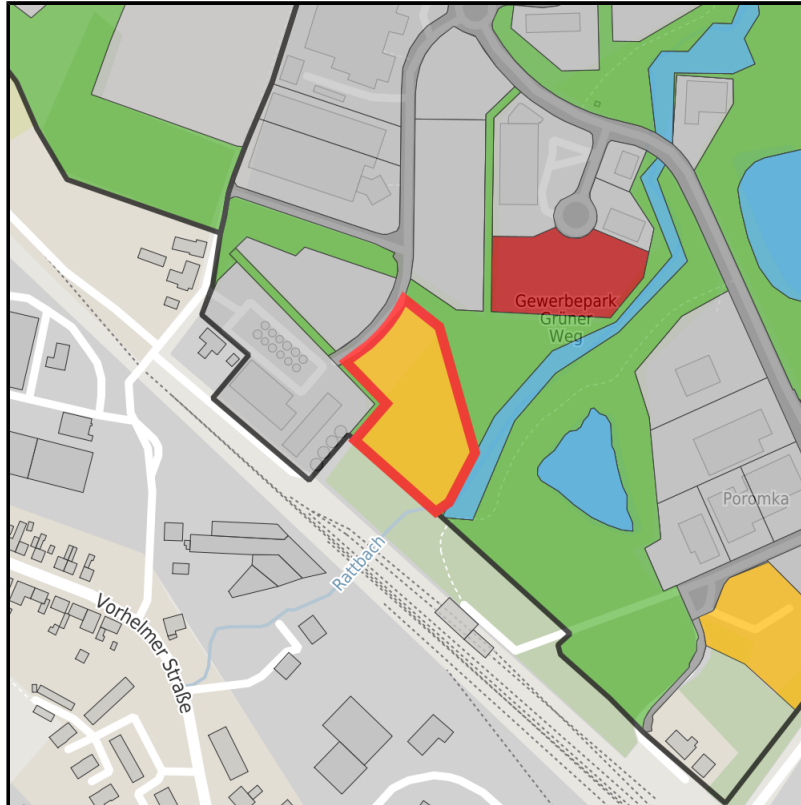 Gewerbepark
Grüner
Weg
Poromka
Rattbach
Vorhelmer Straße